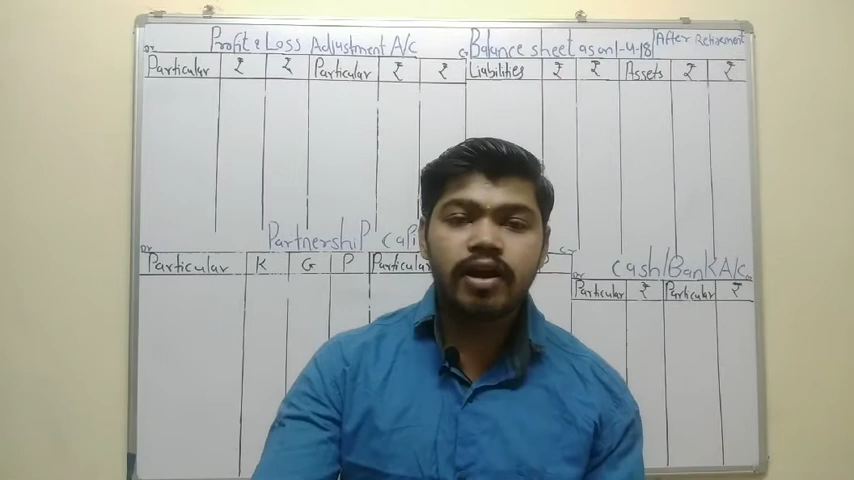 Profit & Loss Adjustment A/c
Dr Cr
Particular ₹ ₹ Particular ₹ ₹
Balance sheet as on 1-4-18 After Retirement
Liabilities ₹ ₹ Assets ₹ ₹
Partnership Capi
Dr Cr
Particular K G P Particular P
Cash/Bank A/c
Dr
Particular ₹ Particular ₹